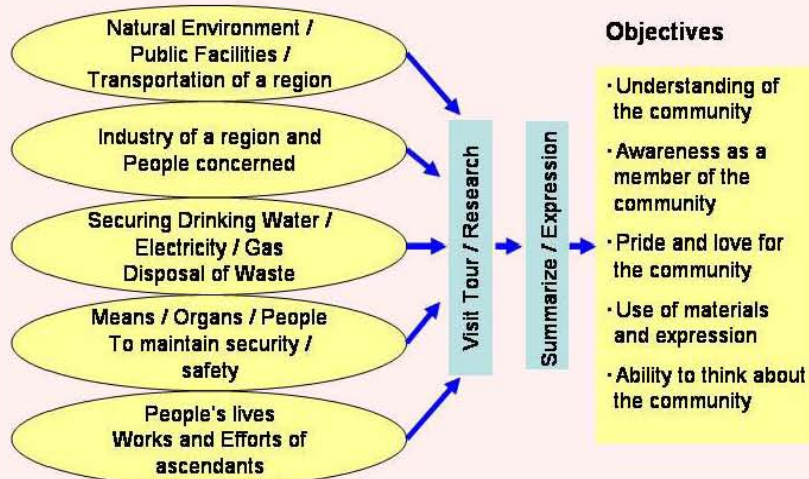 Natural Environment /
Public Facilities /
Transportation of a region
Industry of a region and
People concerned
Securing Drinking Water /
Electricity / Gas
Disposal of Waste
Means / Organs / People
To maintain security /
safety
People's lives
Works and Efforts of
ascendants
Visit Tour / Research
Summarize / Expression
Objectives
・Understanding of
the community
・Awareness as a
member of the
community
・Pride and love for
the community
・Use of materials
and expression
・Ability to think about
the community